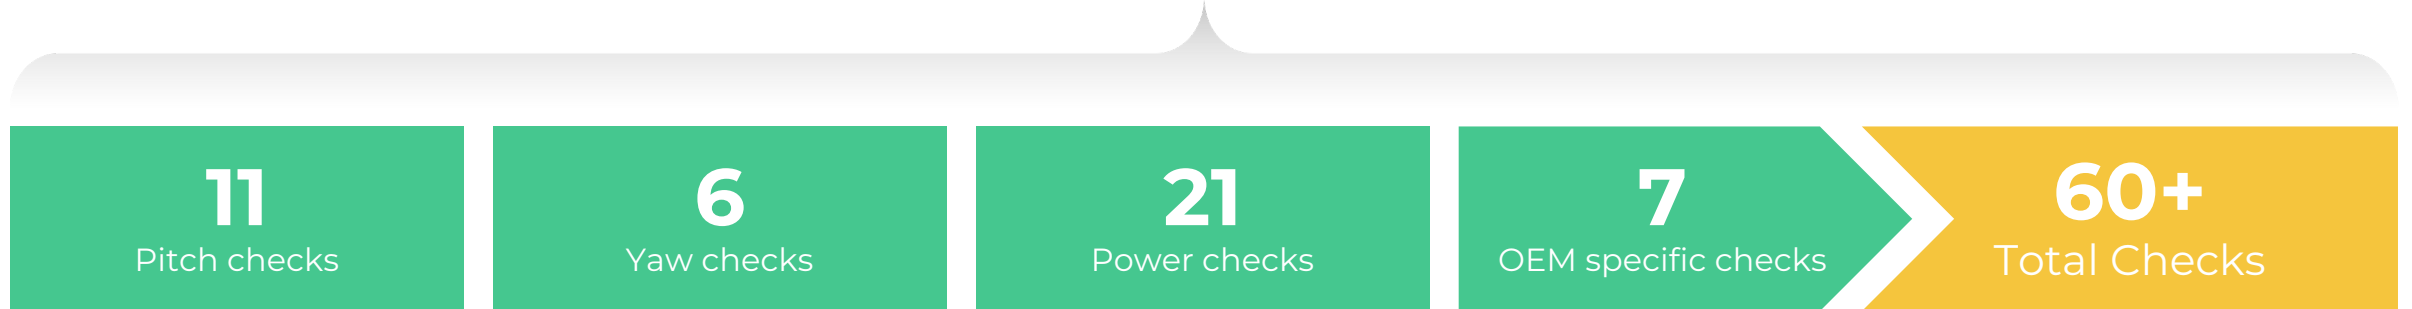 11
Pitch checks
6
Yaw checks
21
Power checks
7
OEM specific checks
60+
Total Checks